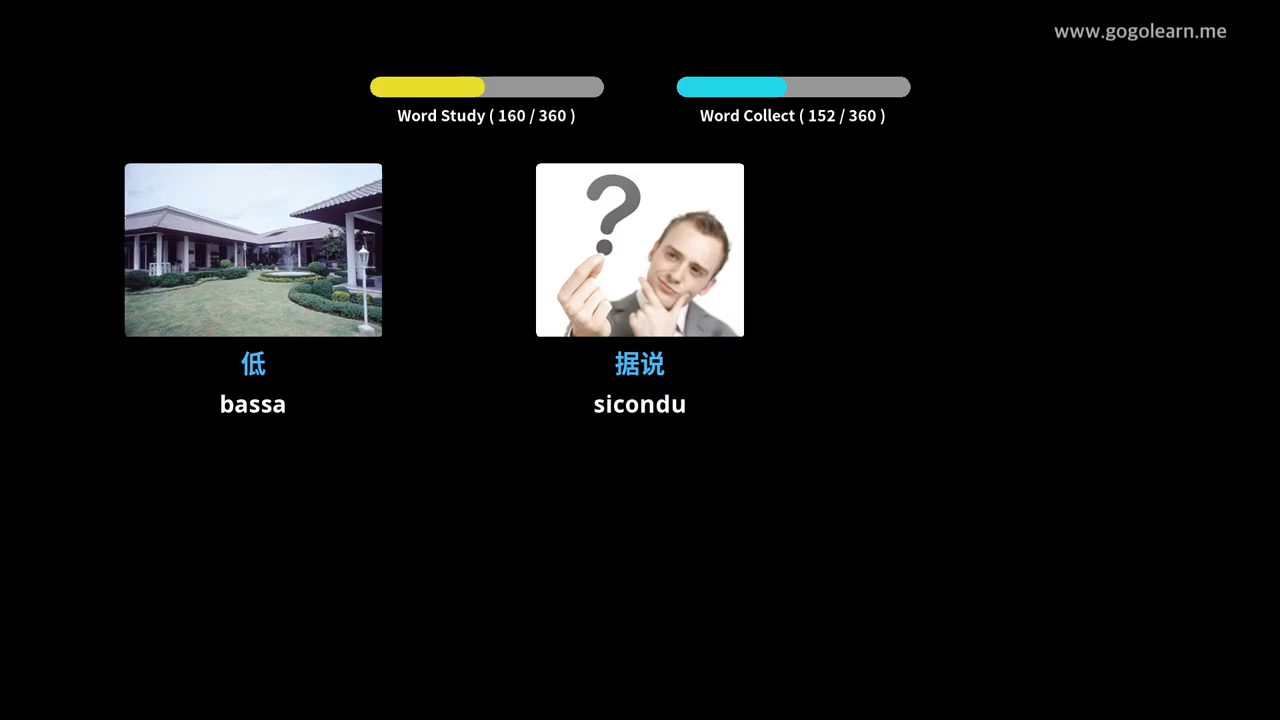 www.gogolearn.me
Word Study ( 160 / 360 )
Word Collect ( 152 / 360 )
低
bassa
据说
sicondu